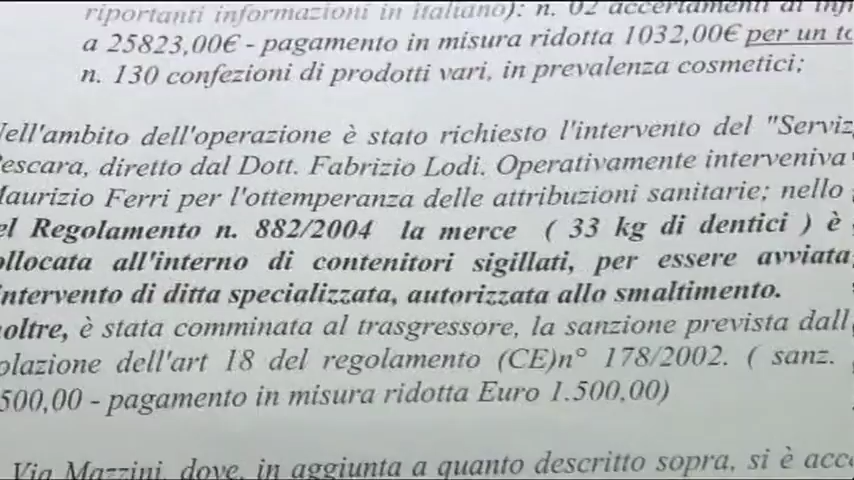 riportanti informazioni in italiano): n. 02 accertamenti di
a 25823,00€ - pagamento in misura ridotta 1032,00€ per un
n. 130 confezioni di prodotti vari, in prevalenza cosmetici;
ell'ambito dell'operazione è stato richiesto l'intervento del "Serviz
escara, diretto dal Dott. Fabrizio Lodi. Operativamente interveniva
Maurizio Ferri per l'ottemperanza delle attribuzioni sanitarie; nello
el Regolamento n. 882/2004 la merce ( 33 kg di dentici ) è
ollocata all'interno di contenitori sigillati, per essere avviata
intervento di ditta specializzata, autorizzata allo smaltimento.
noltre, è stata comminata al trasgressore, la sanzione prevista dall
olazione dell'art 18 del regolamento (CE)n° 178/2002. ( sanz.
500,00 - pagamento in misura ridotta Euro 1.500,00)
Via Mazzini, dove, in aggiunta a quanto descritto sopra, si è acce